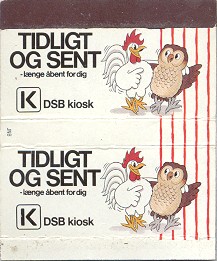 TIDLIGT
OG SENT
- længe åbent for dig
K DSB kiosk
TIDLIGT
OG SENT
- længe åbent for dig
K DSB kiosk